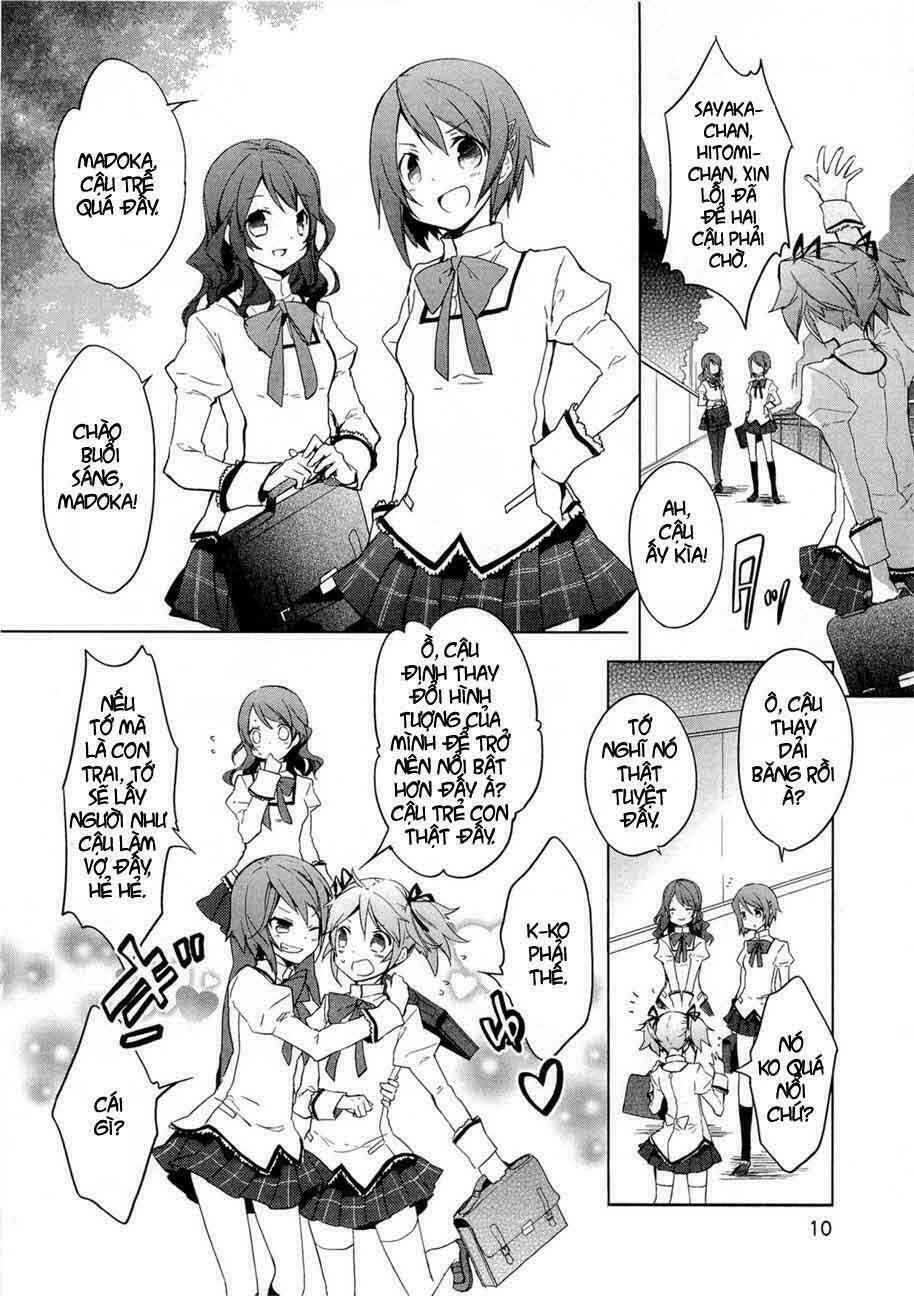 SAYAKA-
CHAN,
HITOMI-
CHAN, XIN
LỖI ĐÃ
ĐỂ HAI
CẬU PHẢI
CHỜ.
AH,
CẬU
ẤY KÌA!
MADOKA,
CẬU TRỄ
QUÁ ĐẤY.
CHÀO
BUỔI
SÁNG,
MADOKA!
Ô, CẬU
THAY
DẢI
BĂNG RỒI
À?
TỚ
NGHĨ NÓ
THẬT
TUYỆT
ĐẤY.
NÓ
KO QUÁ
NỔI
CHỨ?
Ồ, CẬU
ĐỊNH THAY
ĐỔI HÌNH
TƯỢNG CỦA
MÌNH ĐỂ TRỞ
NÊN NỔI BẬT
HƠN ĐẤY À?
CẬU TRẺ CON
THẬT ĐẤY.
K-KO
PHẢI
THẾ.
NẾU
TỚ MÀ
LÀ CON
TRAI, TỚ
SẼ LẤY
NGƯỜI NHƯ
CẬU LÀM
VỢ ĐẤY,
HẺ HẺ.
CÁI
GÌ?
10